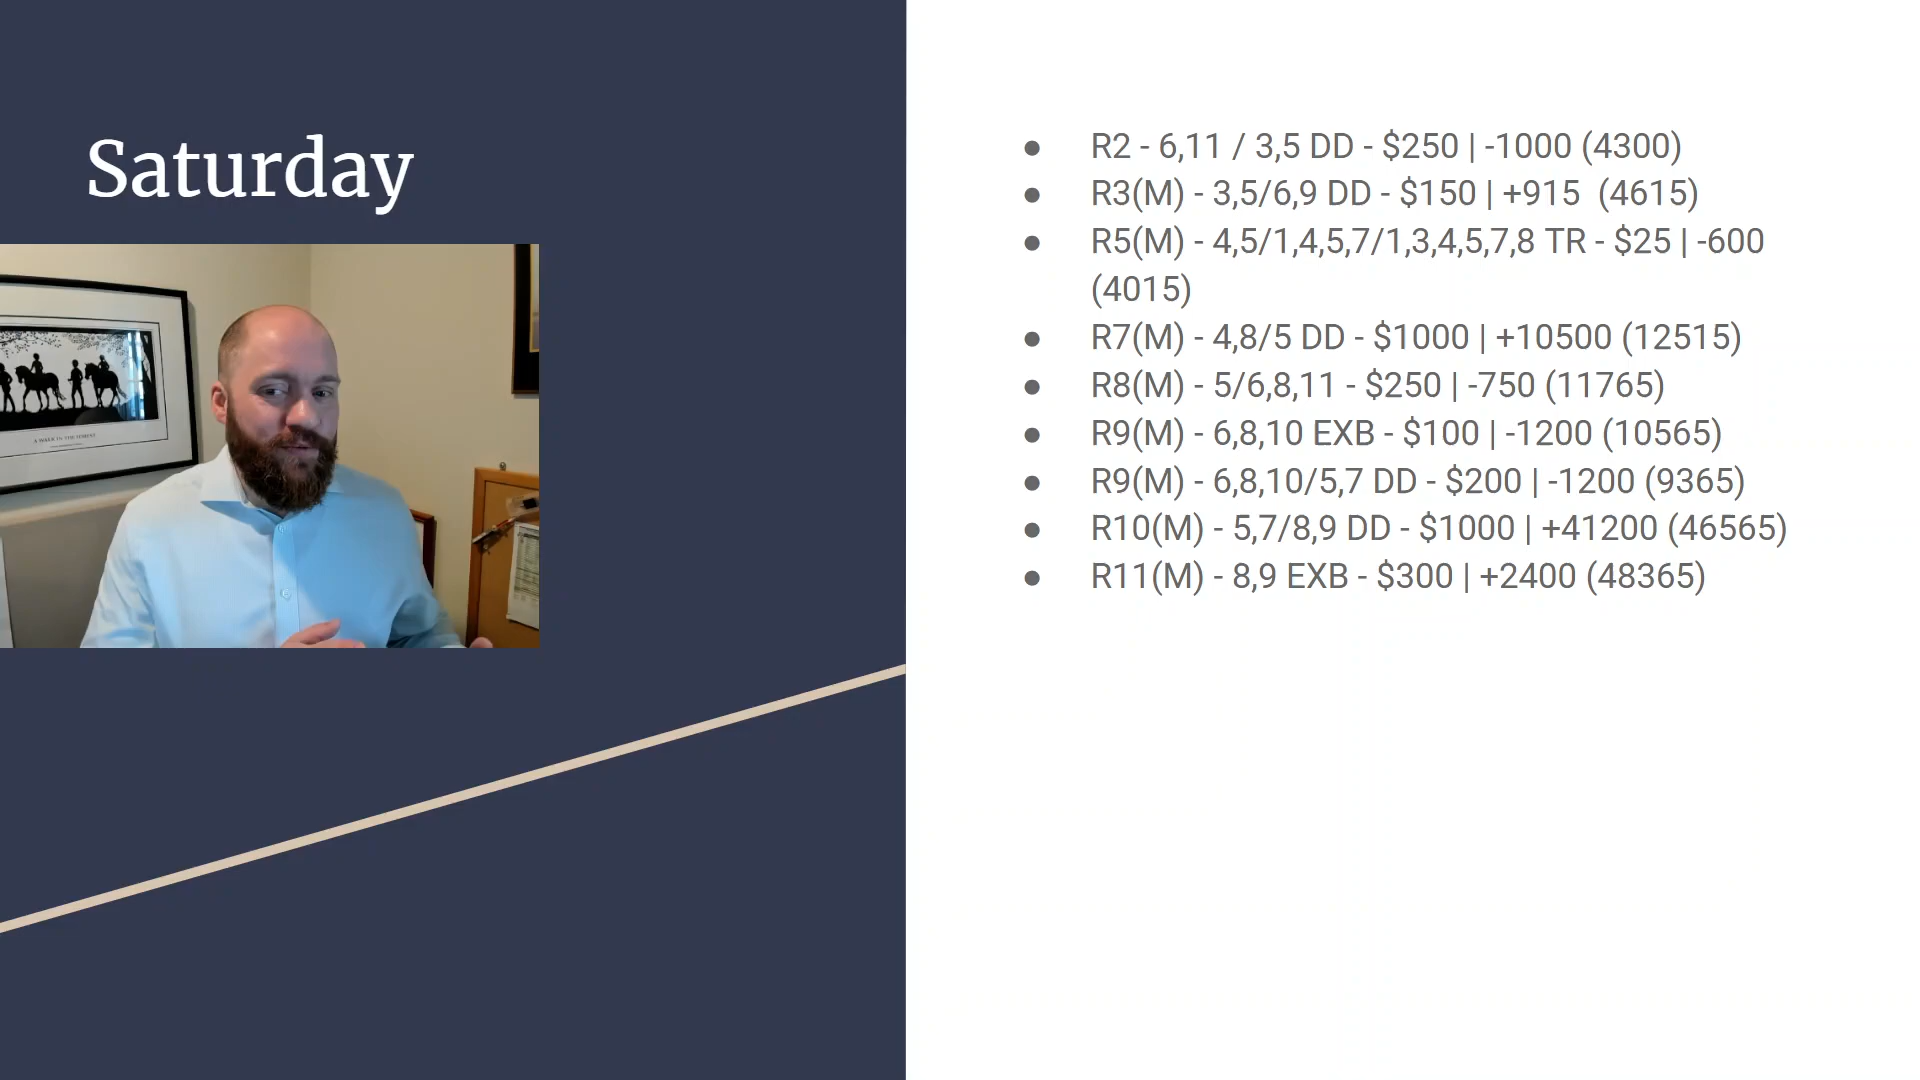 Saturday
R2 - 6,11 / 3,5 DD - $250 | -1000 (4300)
R3(M) - 3,5/6,9 DD - $150 | +915 (4615)
R5(M) - 4,5/1,4,5,7/1,3,4,5,7,8 TR - $25 | -600
(4015)
R7(M) - 4,8/5 DD - $1000 | +10500 (12515)
R8(M) - 5/6,8,11 - $250 | -750 (11765)
R9(M) - 6,8,10 EXB - $100 | -1200 (10565)
R9(M) - 6,8,10/5,7 DD - $200 | -1200 (9365)
R10(M) - 5,7/8,9 DD - $1000 | +41200 (46565)
R11(M) - 8,9 EXB - $300 | +2400 (48365)
A WALK IN THE FOREST